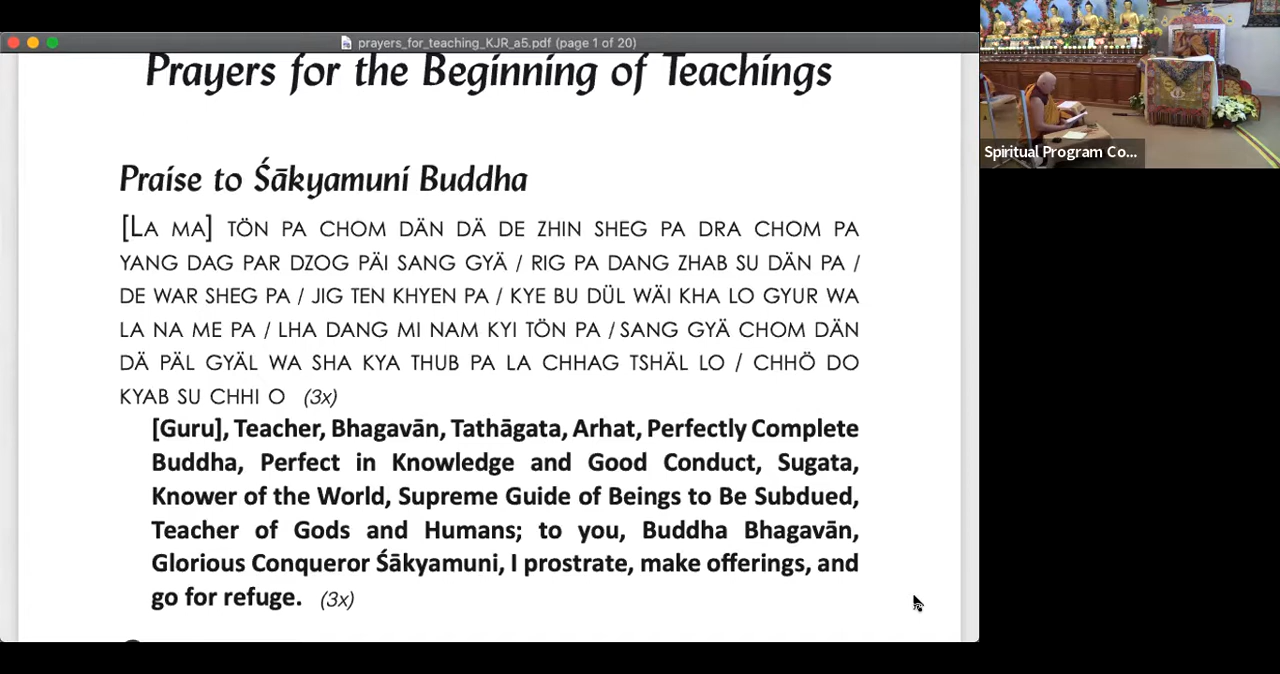 prayers_for_teaching_KJR_a5.pdf (page 1 of 20)
Prayers for the Beginning of Teachings
Praise to Śākyamuni Buddha
[LA MA] TÖN PA CHOM DÄN DÄ DE ZHIN SHEG PA DRA CHOM PA
YANG DAG PAR DZOG PÄI SANG GYÄ / RIG PA DANG ZHAB SU DÄN PA /
DE WAR SHEG PA / JIG TEN KHYEN PA / KYE BU DÜL WÄI KHA LO GYUR WA
LA NA ME PA / LHA DANG MI NAM KYI TÖN PA / SANG GYÄ CHOM DÄN
DÄ PÄL GYÄL WA SHA KYA THUB PA LA CHHAG TSHÄL LO / CHHÖ DO
KYAB SU CHHI O (3x)
[Guru], Teacher, Bhagavān, Tathāgata, Arhat, Perfectly Complete
Buddha, Perfect in Knowledge and Good Conduct, Sugata,
Knower of the World, Supreme Guide of Beings to Be Subdued,
Teacher of Gods and Humans; to you, Buddha Bhagavān,
Glorious Conqueror Śākyamuni, I prostrate, make offerings, and
go for refuge. (3x)
Spiritual Program Co...